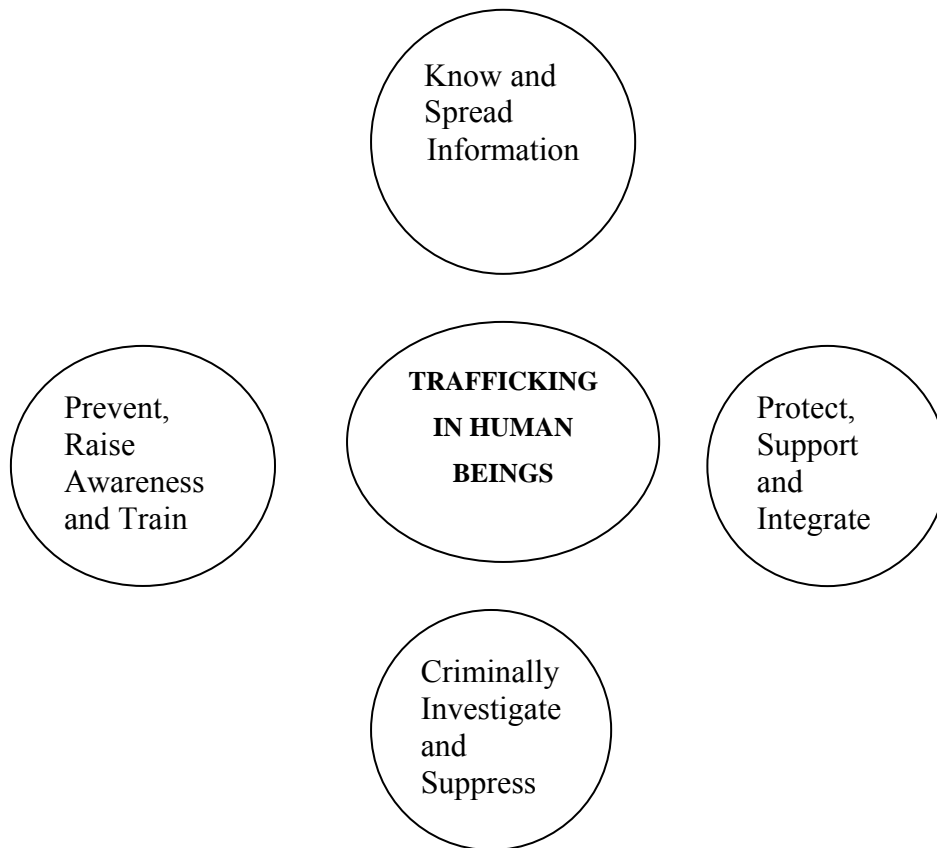 Know and
Spread
Information
TRAFFICKING
IN HUMAN
BEINGS
Prevent,
Raise
Awareness
and Train
Protect,
Support
and
Integrate
Criminally
Investigate
and
Suppress